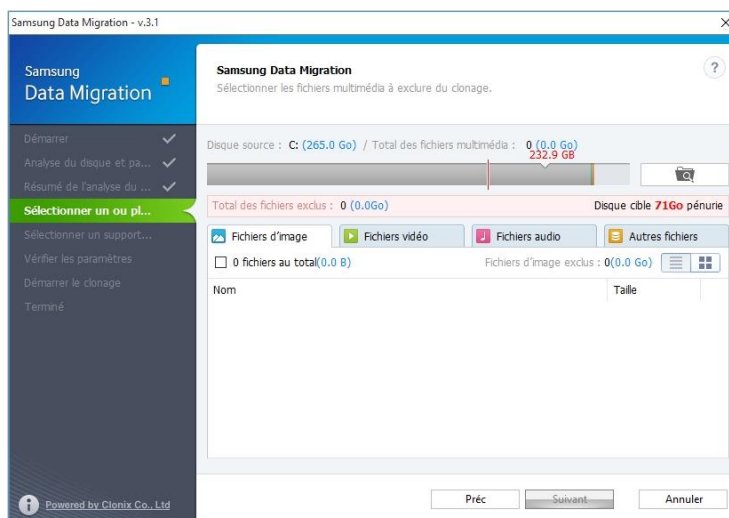 Samsung Data Migration - v.3.1
Samsung
Data Migration
Démarrer
Analyse du disque et pa...
Résumé de l'analyse du ...
Sélectionner un ou pl...
Sélectionner un support...
Vérifier les paramètres
Démarrer le clonage
Terminé
Powered by Clonix Co., Ltd
Samsung Data Migration
?
Sélectionner les fichiers multimédia à exclure du clonage.
Disque source : C: (265.0 Go) / Total des fichiers multimédia : 0 (0.0 Go)
232.9 GB
Total des fichiers exclus : 0 (0.0Go) Disque cible 71Go pénurie
Fichiers d'image Fichiers vidéo Fichiers audio Autres fichiers
0 fichiers au total(0.0 B) Fichiers d'image exclus : 0(0.0 Go)
Nom Taille
Préc Suivant Annuler